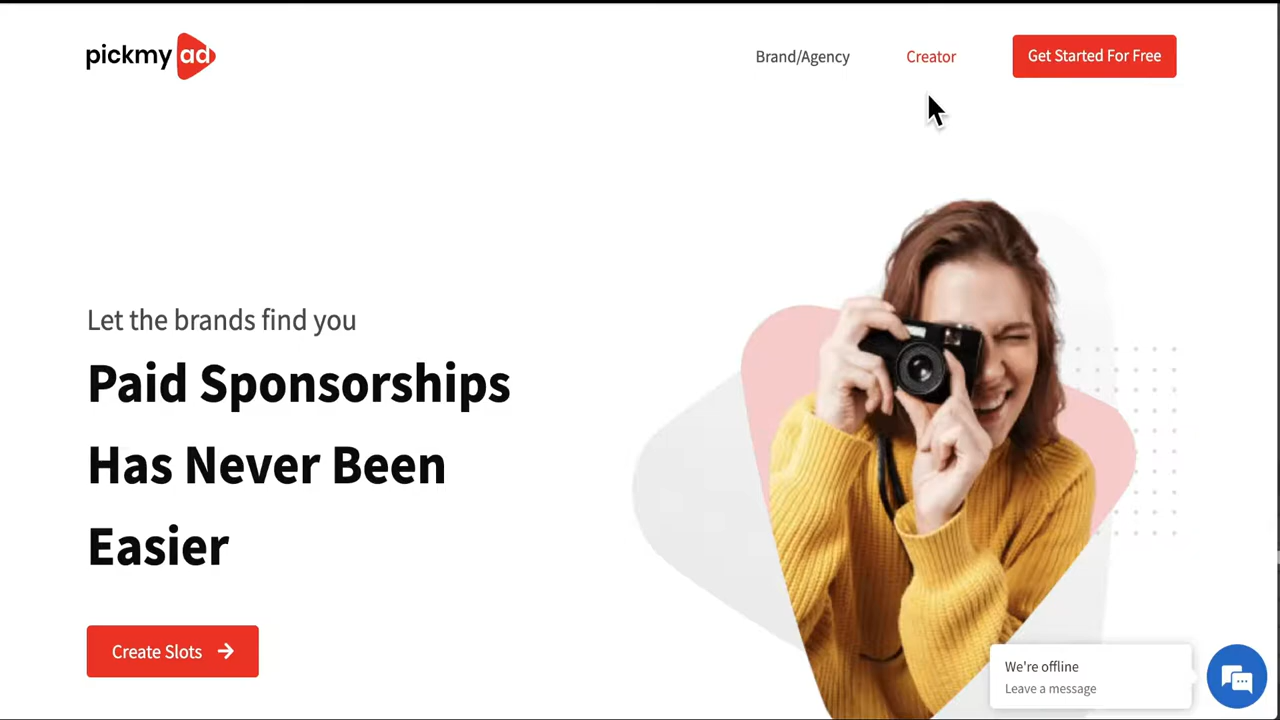 pickmy ad
Brand/Agency
Creator
Get Started For Free
Let the brands find you
Paid Sponsorships
Has Never Been
Easier
Create Slots
We're offline
Leave a message